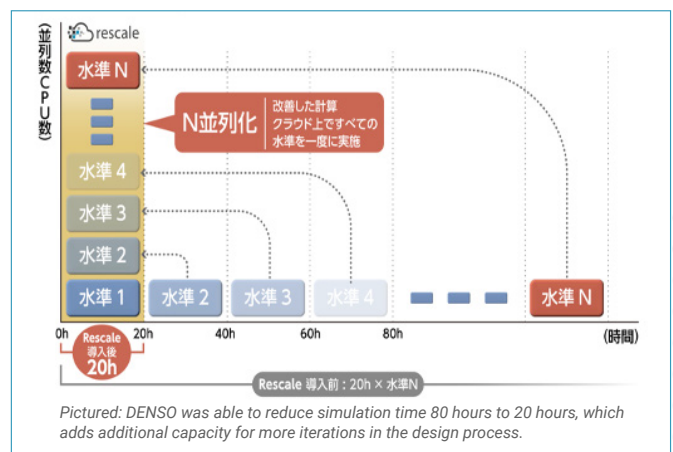 (並列数CPU数)
rescale
水準 N
N並列化
改善した計算
クラウド上ですべての
水準を一度に実施
水準 4
水準 3
水準 2
水準 1
水準 2
水準 3
水準 4
水準 N
0h
20h
40h
60h
80h
(時間)
Rescale
導入後
20h
Rescale 導入前 : 20h × 水準N
Pictured: DENSO was able to reduce simulation time 80 hours to 20 hours, which
adds additional capacity for more iterations in the design process.